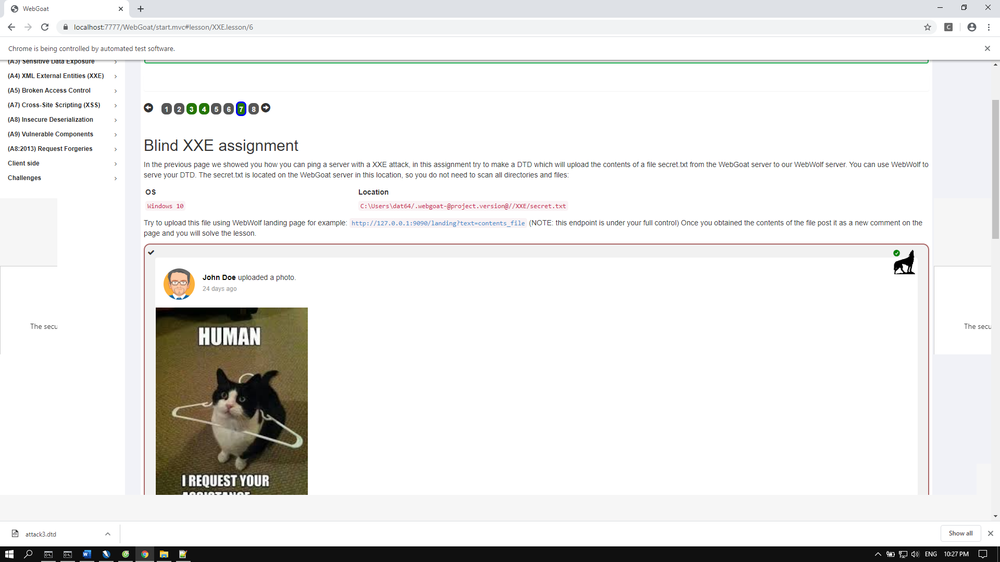 WebGoat
localhost:7777/WebGoat/start.mvc#lesson/XXE.lesson/6
C
Chrome is being controlled by automated test software.
(A3) Sensitive Data Exposure
(A4) XML External Entities (XXE)
(A5) Broken Access Control
(A7) Cross-Site Scripting (XSS)
(A8) Insecure Deserialization
(A9) Vulnerable Components
(A8:2013) Request Forgeries
Client side
Challenges
1 2 3 4 5 6 7 8
Blind XXE assignment
In the previous page we showed you how you can ping a server with a XXE attack, in this assignment try to make a DTD which will upload the contents of a file secret.txt from the WebGoat server to our WebWolf server. You can use WebWolf to
serve your DTD. The secret.txt is located on the WebGoat server in this location, so you do not need to scan all directories and files:
OS Location
Windows 10 C:\Users\dat64/.webgoat-@project.version@//XXE/secret.txt
Try to upload this file using WebWolf landing page for example: http://127.0.0.1:9090/landing?text=contents_file (NOTE: this endpoint is under your full control) Once you obtained the contents of the file post it as a new comment on the
page and you will solve the lesson.
John Doe uploaded a photo.
24 days ago
The secu
The secu
HUMAN
I REQUEST YOUR
ASSISTANCE
attack3.dtd
Show all
ENG 10:27 PM